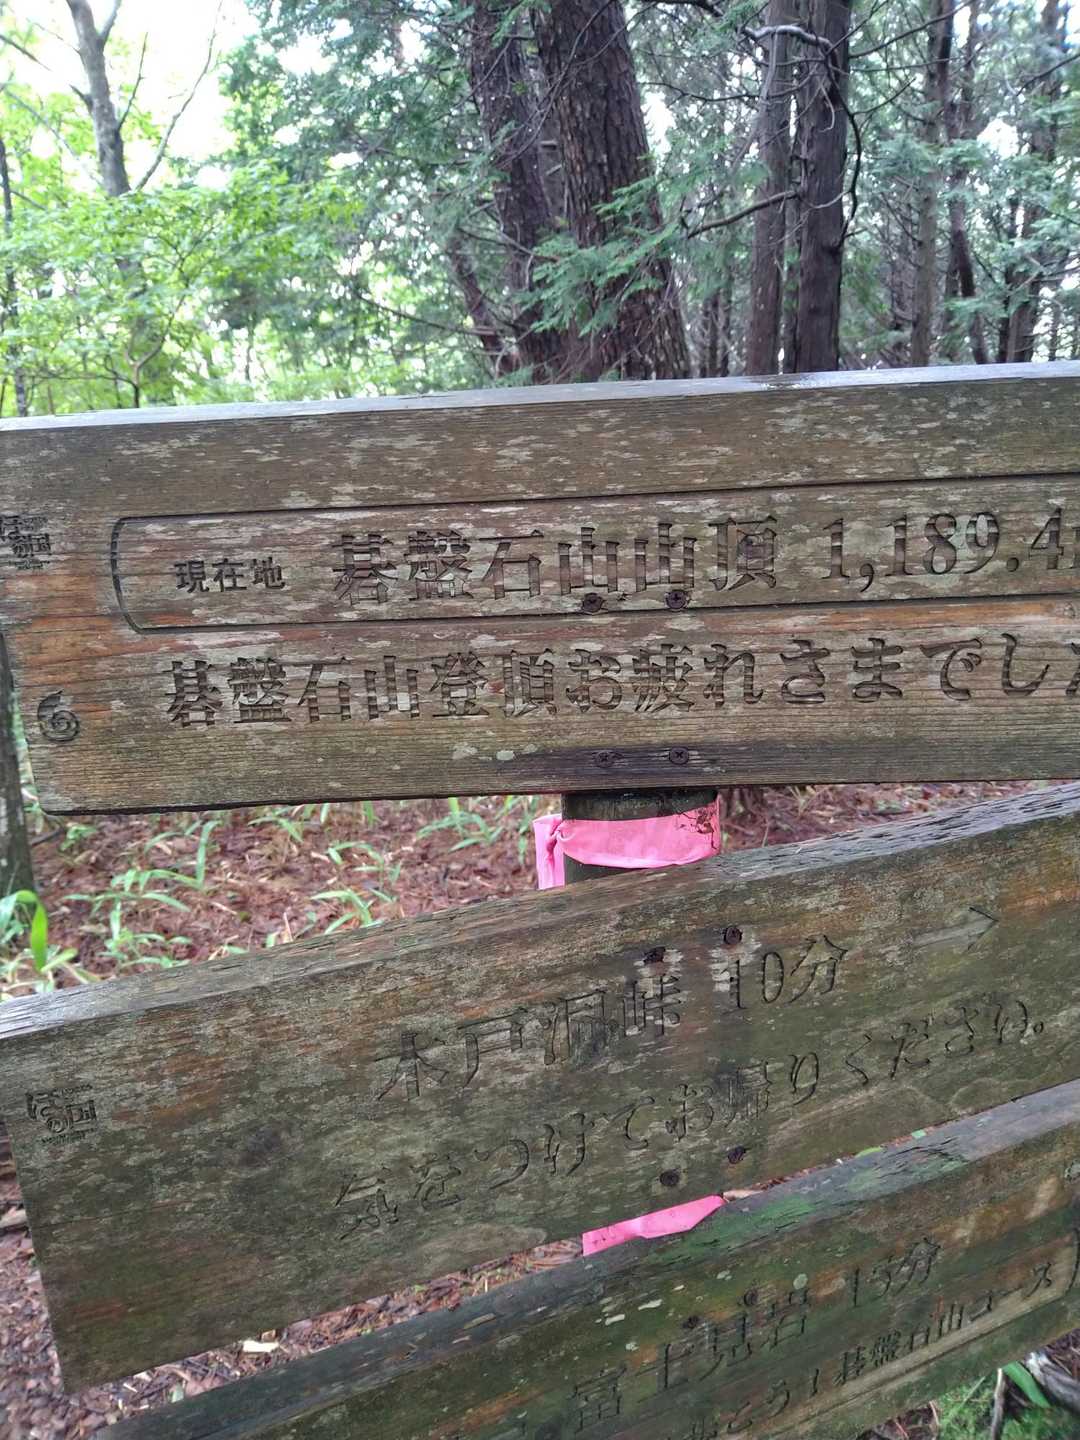 現在地 碁盤石山山頂 1,189.4
碁盤石山登頂お疲れさまでし
木戸洞峠 10分 →
気をつけてお帰りください。
富士見岩 15分
碁盤石山コース